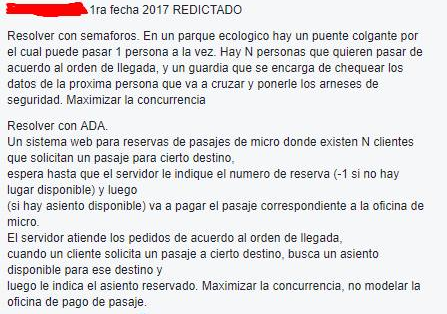 1ra fecha 2017 REDICTADO
Resolver con semaforos. En un parque ecologico hay un puente colgante por
el cual puede pasar 1 persona a la vez. Hay N personas que quieren pasar de
acuerdo al orden de llegada, y un guardia que se encarga de chequear los
datos de la proxima persona que va a cruzar y ponerle los arneses de
seguridad. Maximizar la concurrencia
Resolver con ADA.
Un sistema web para reservas de pasajes de micro donde existen N clientes
que solicitan un pasaje para cierto destino,
espera hasta que el servidor le indique el numero de reserva (-1 si no hay
lugar disponible) y luego
(si hay asiento disponible) va a pagar el pasaje correspondiente a la oficina de
micro.
El servidor atiende los pedidos de acuerdo al orden de llegada,
cuando un cliente solicita un pasaje a cierto destino, busca un asiento
disponible para ese destino y
luego le indica el asiento reservado. Maximizar la concurrencia, no modelar la
oficina de pago de pasaje.